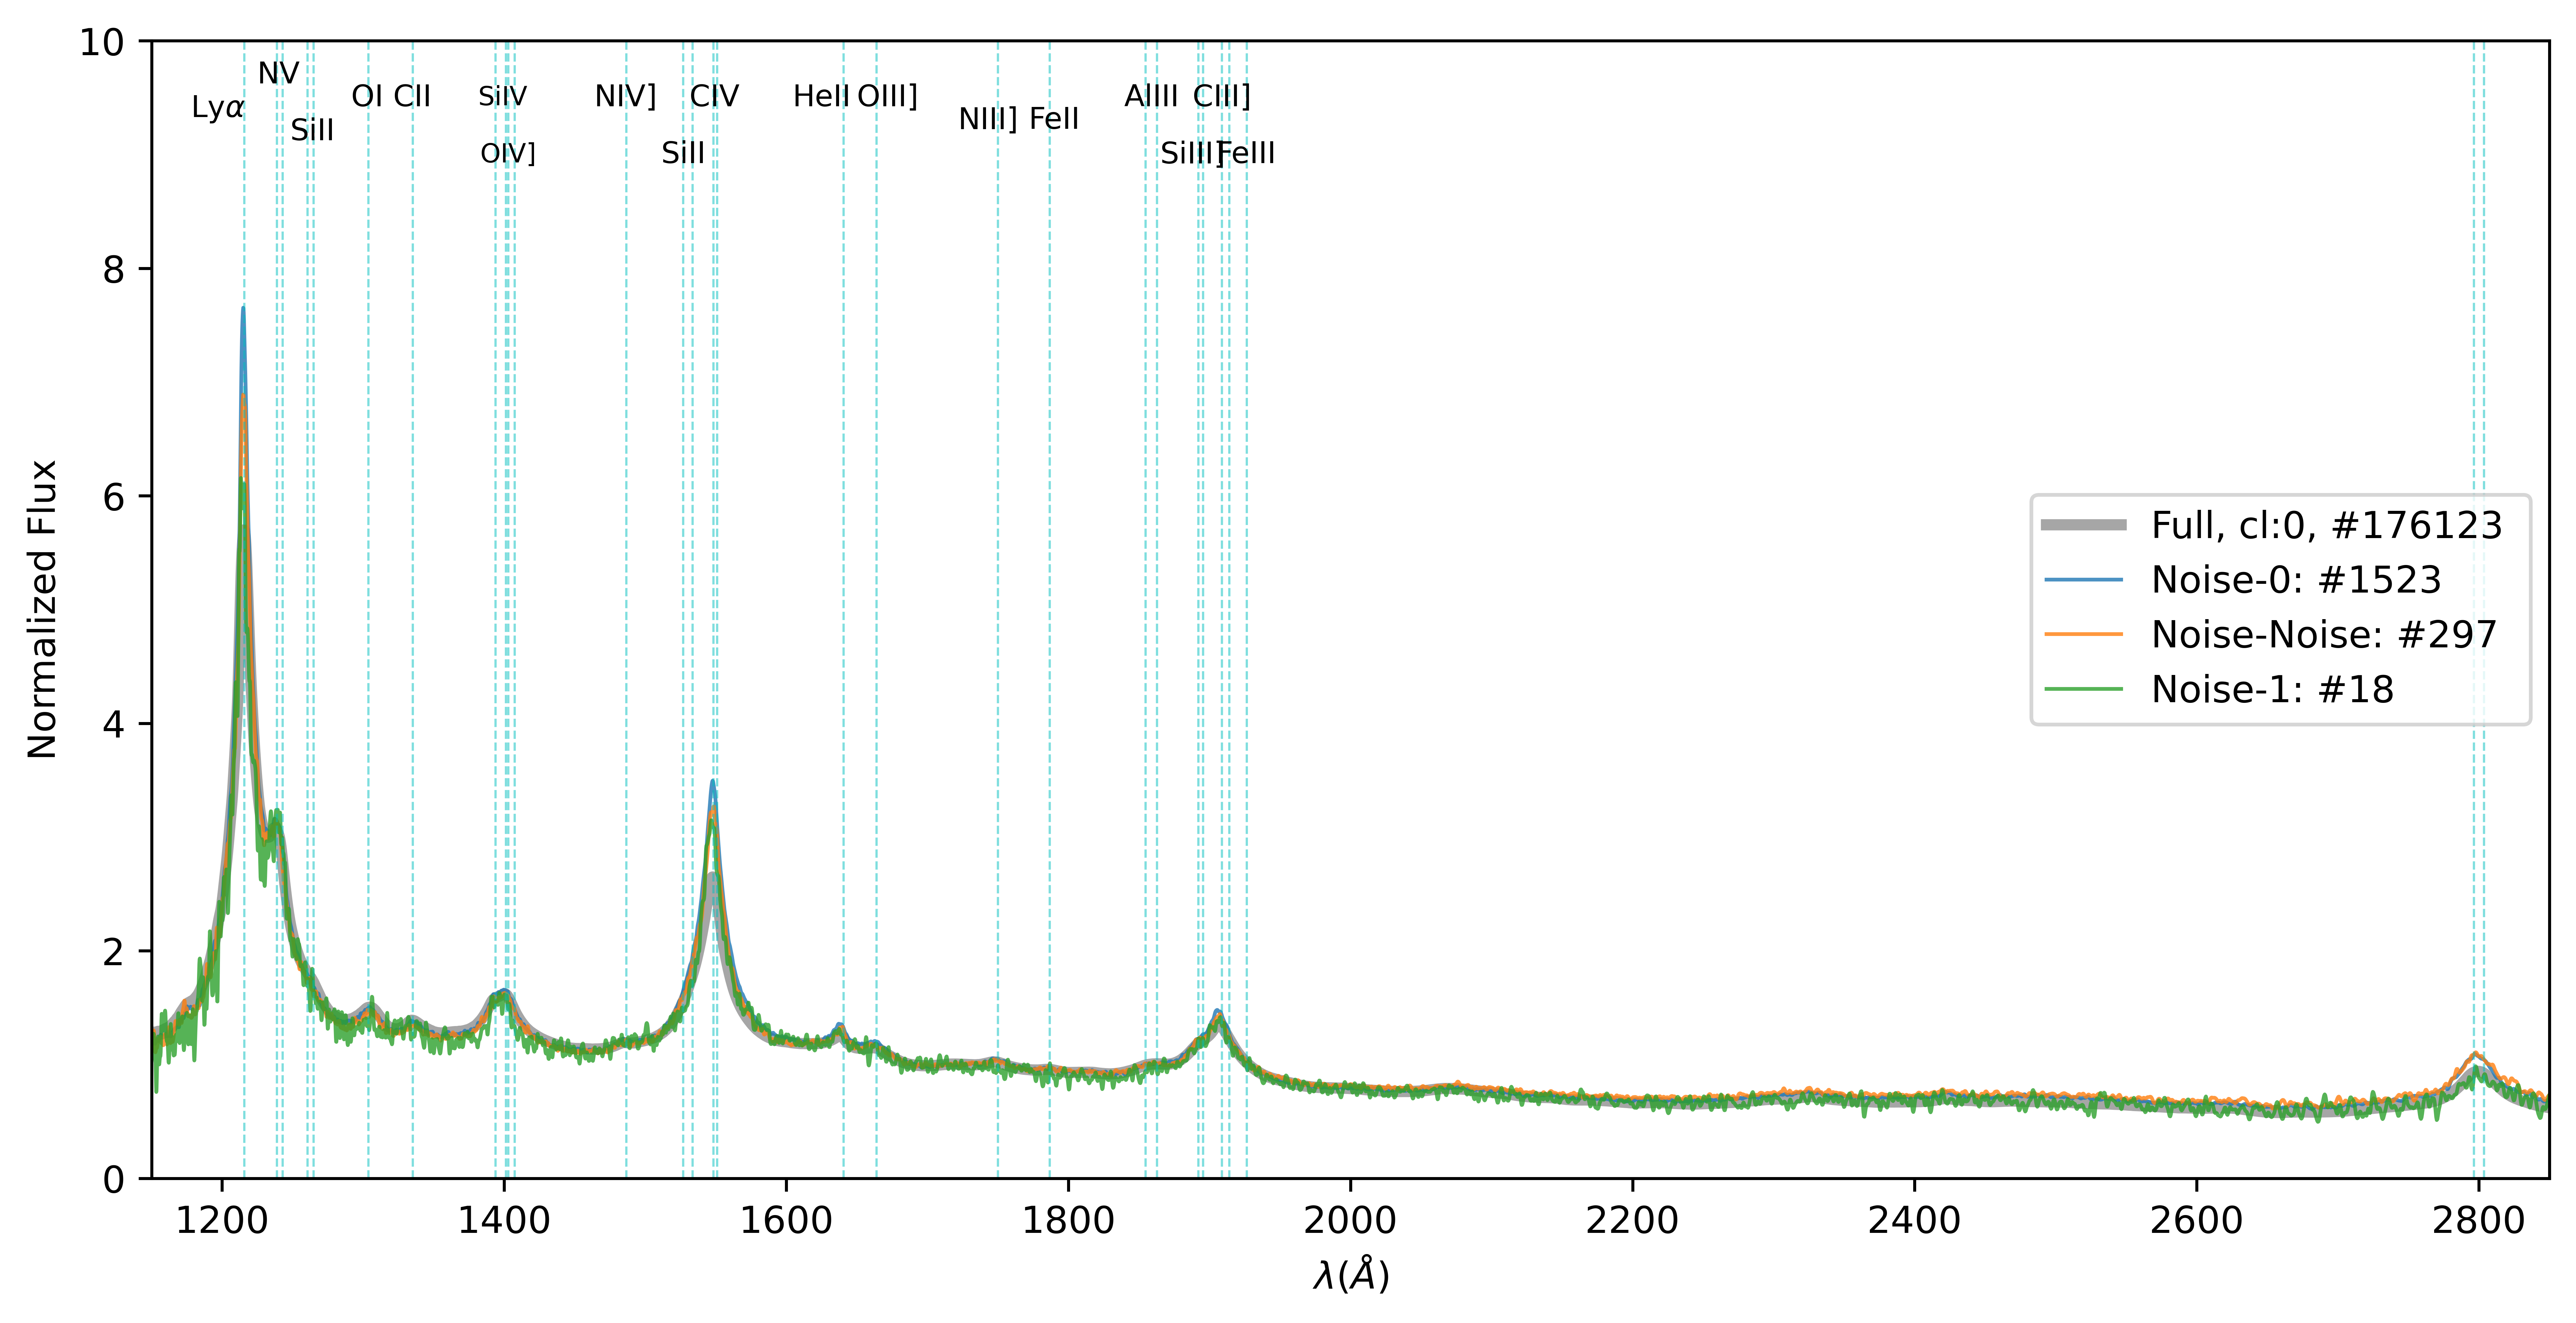 NV
Lyα
SiII
OI CII
SiIV
OIV]
NIV]
CIV
SiII
HeII OIII]
NIII] FeII
AlIII CIII]
SiIII] FeIII
10
8
6
4
2
0
Normalized Flux
Full, cl:0, #176123
Noise-0: #1523
Noise-Noise: #297
Noise-1: #18
1200 1400 1600 1800 2000 2200 2400 2600 2800
λ(Å)